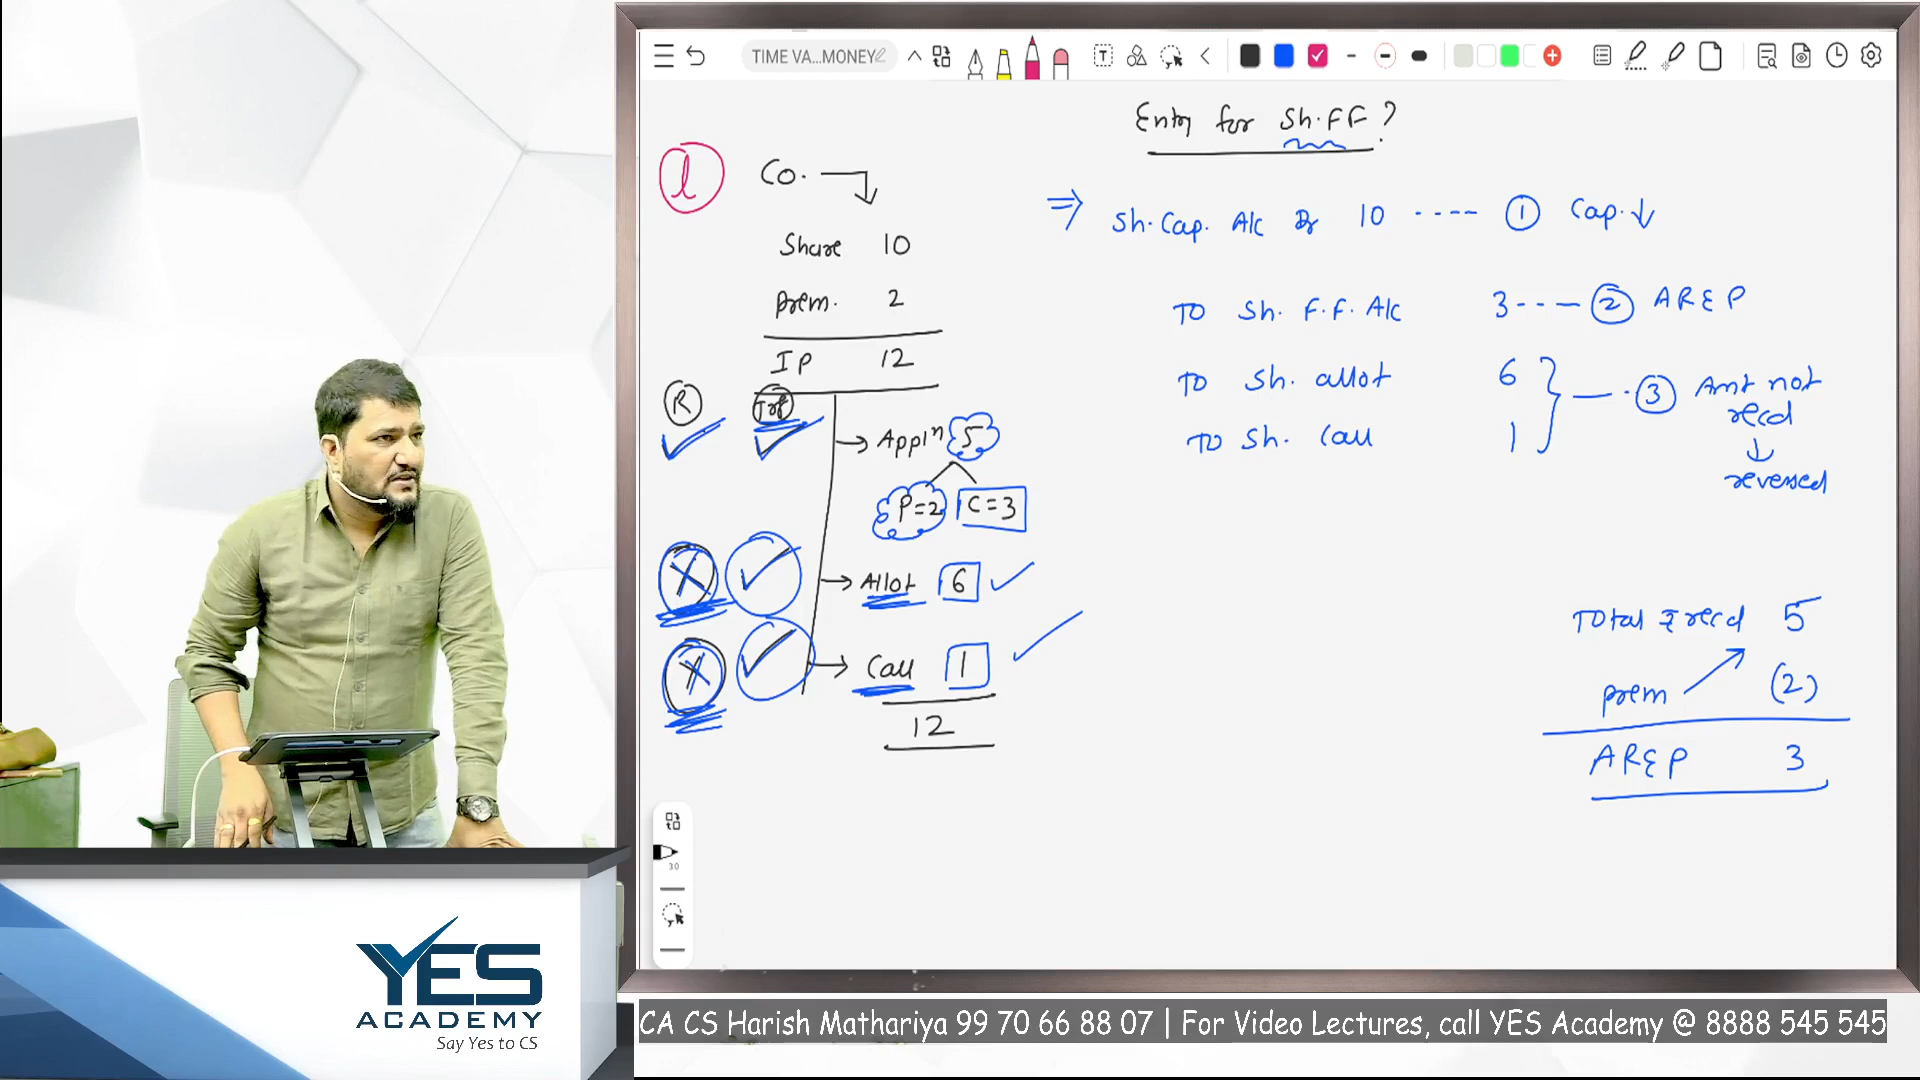 TIME VA...MONEY
Entry for Sh.FF?
1
Co.
Share 10
Prem. 2
IP 12
R Trf
Appln 5
P=2 C=3
Allot 6
Call 1
12
⇒ Sh.Cap. A/c Dr 10 ---- 1 Cap.↓
To Sh. F.F. A/c 3 --- 2 AREP
To Sh. allot 6
To Sh. Call 1
3 Amt not
recd
↓
reversed
Total ₹ recd 5
prem (2)
AREP 3
30
YES
ACADEMY
Say Yes to CS
CA CS Harish Mathariya 99 70 66 88 07 | For Video Lectures, call YES Academy @ 8888 545 545